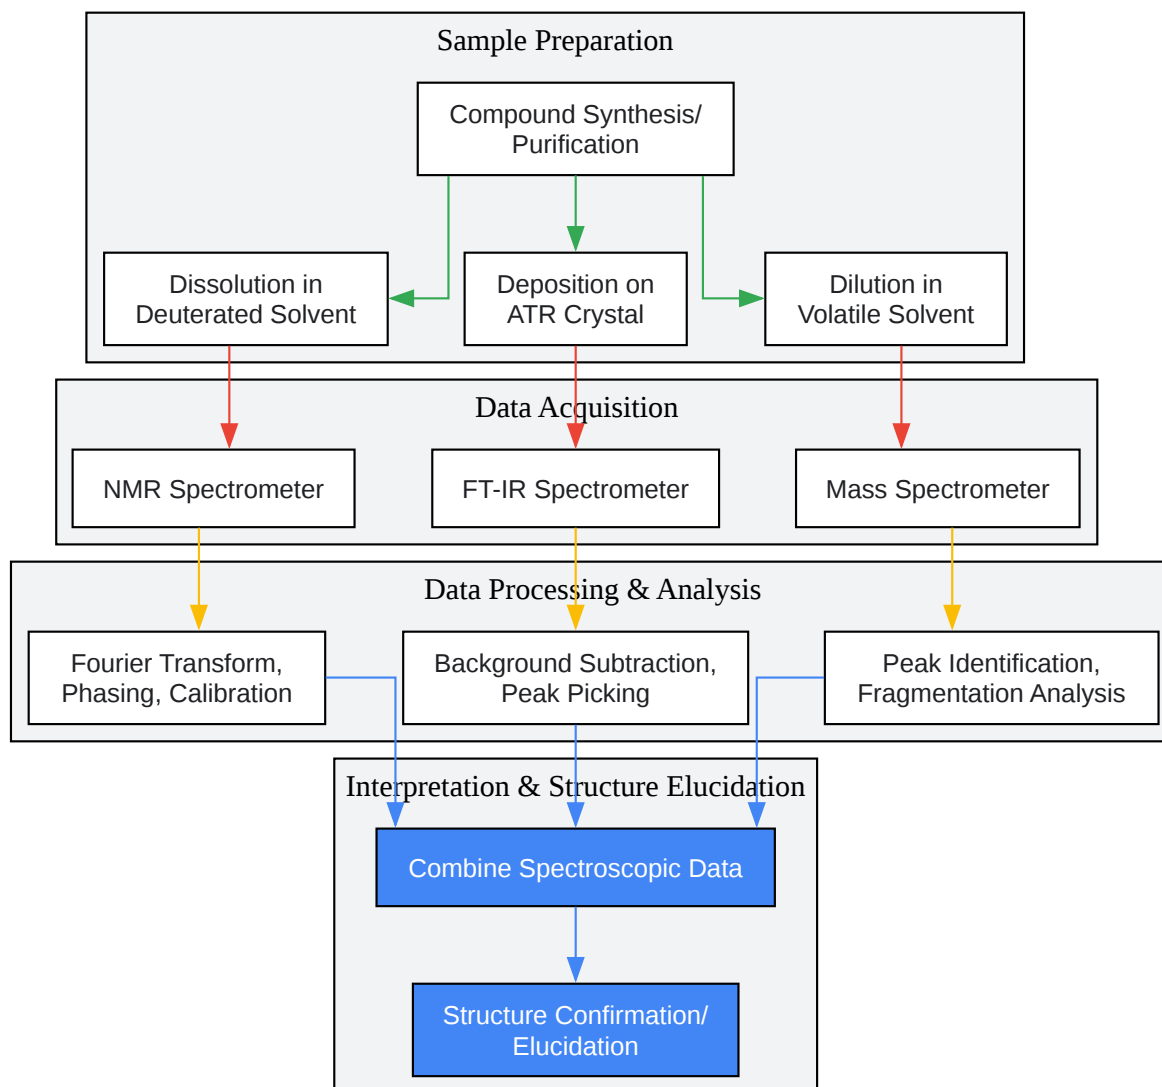 Sample Preparation
Compound Synthesis/
Purification
Dissolution in
Deuterated Solvent
Deposition on
ATR Crystal
Dilution in
Volatile Solvent
Data Acquisition
NMR Spectrometer
FT-IR Spectrometer
Mass Spectrometer
Data Processing & Analysis
Fourier Transform,
Phasing, Calibration
Background Subtraction,
Peak Picking
Peak Identification,
Fragmentation Analysis
Interpretation & Structure Elucidation
Combine Spectroscopic Data
Structure Confirmation/
Elucidation